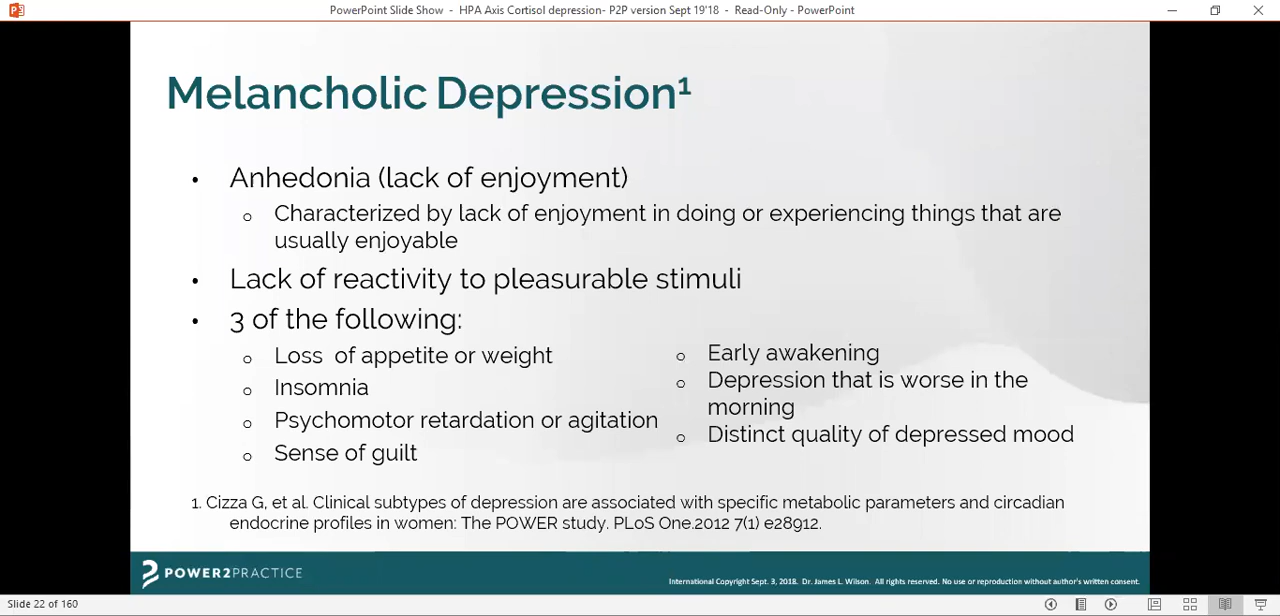 PowerPoint Slide Show - HPA Axis Cortisol depression- P2P version Sept 19'18 - Read-Only - PowerPoint
Melancholic Depression¹
• Anhedonia (lack of enjoyment)
o Characterized by lack of enjoyment in doing or experiencing things that are
usually enjoyable
• Lack of reactivity to pleasurable stimuli
• 3 of the following:
o Loss of appetite or weight
o Insomnia
o Psychomotor retardation or agitation
o Sense of guilt
o Early awakening
o Depression that is worse in the
morning
o Distinct quality of depressed mood
1. Cizza G, et al. Clinical subtypes of depression are associated with specific metabolic parameters and circadian
endocrine profiles in women: The POWER study. PLoS One.2012 7(1) e28912.
POWER2PRACTICE
International Copyright Sept. 3, 2018. Dr. James L. Wilson. All rights reserved. No use or reproduction without author's written consent.
Slide 22 of 160